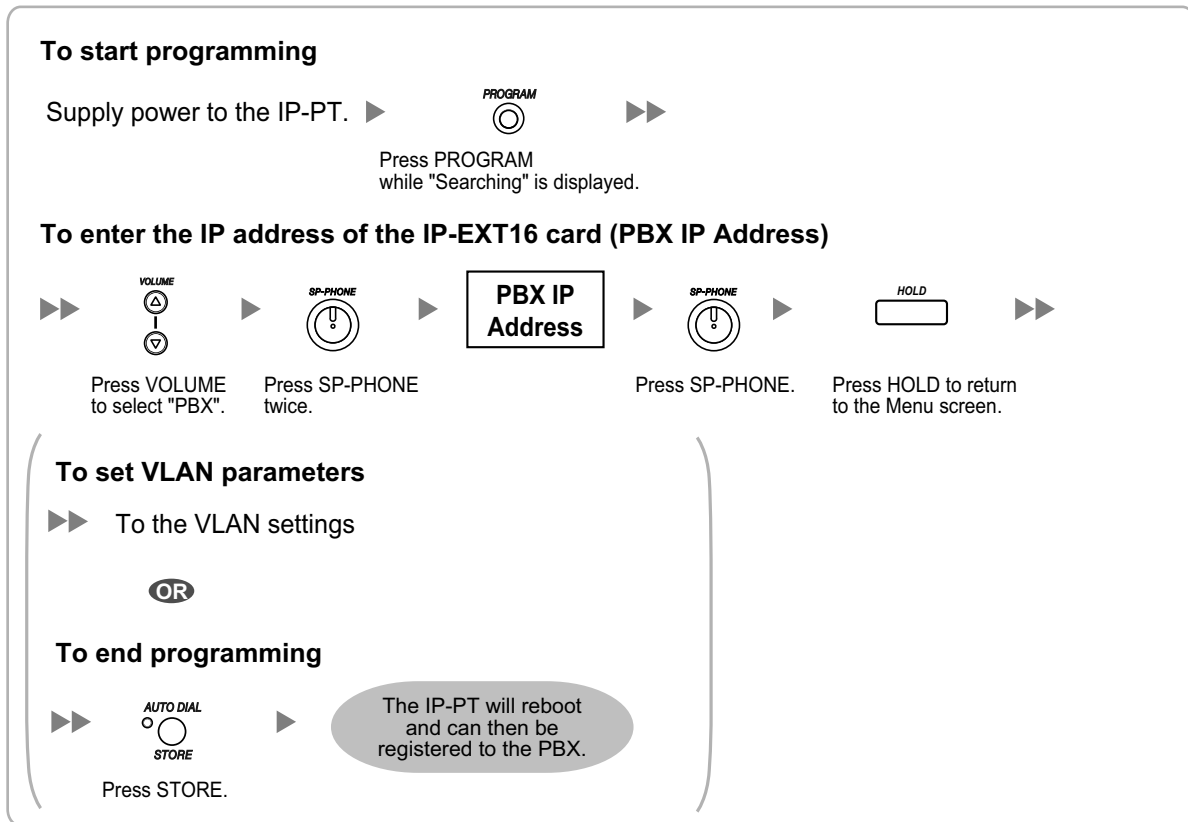 To start programming
Supply power to the IP-PT.
PROGRAM
Press PROGRAM
while "Searching" is displayed.
To enter the IP address of the IP-EXT16 card (PBX IP Address)
VOLUME
Press VOLUME
to select "PBX".
SP-PHONE
Press SP-PHONE
twice.
PBX IP
Address
SP-PHONE
Press SP-PHONE.
HOLD
Press HOLD to return
to the Menu screen.
To set VLAN parameters
To the VLAN settings
OR
To end programming
AUTO DIAL
STORE
Press STORE.
The IP-PT will reboot
and can then be
registered to the PBX.